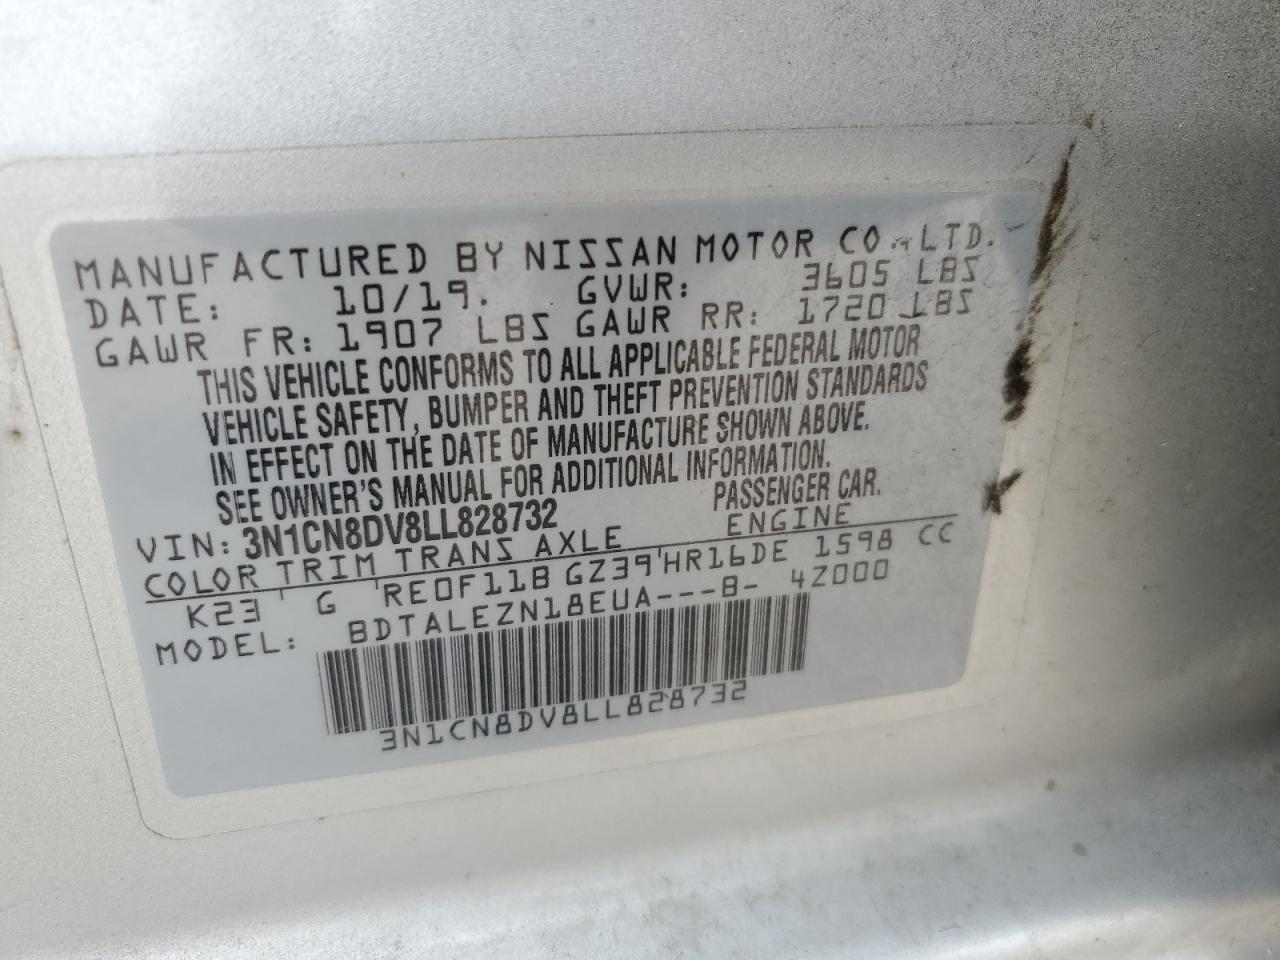 MANUFACTURED BY NISSAN MOTOR CO., LTD.
DATE: 10/19. GVWR: 3605 LBS
GAWR FR: 1907 LBS GAWR RR: 1720 LBS
THIS VEHICLE CONFORMS TO ALL APPLICABLE FEDERAL MOTOR
VEHICLE SAFETY, BUMPER AND THEFT PREVENTION STANDARDS
IN EFFECT ON THE DATE OF MANUFACTURE SHOWN ABOVE.
SEE OWNER'S MANUAL FOR ADDITIONAL INFORMATION.
VIN: 3N1CN8DV8LL828732 PASSENGER CAR.
COLOR TRIM TRANS AXLE ENGINE
K23 ' G 'RE0F11B GZ39'HR16DE 1598 CC
MODEL: BDTALEZN18EUA---B- 4Z000
3N1CN8DV8LL828732